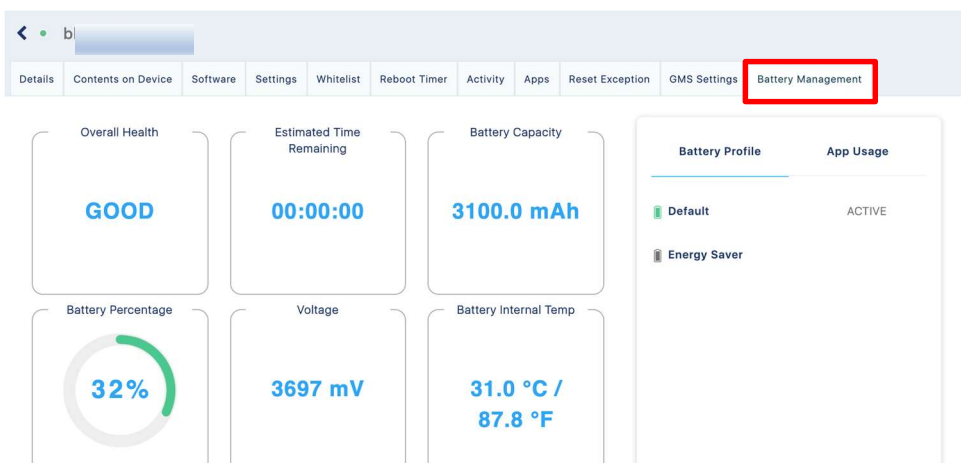 Details Contents on Device Software Settings Whitelist Reboot Timer Activity Apps Reset Exception GMS Settings Battery Management
Overall Health
GOOD
Estimated Time
Remaining
00:00:00
Battery Capacity
3100.0 mAh
Battery Percentage
32%
Voltage
3697 mV
Battery Internal Temp
31.0 °C /
87.8 °F
Battery Profile App Usage
Default ACTIVE
Energy Saver